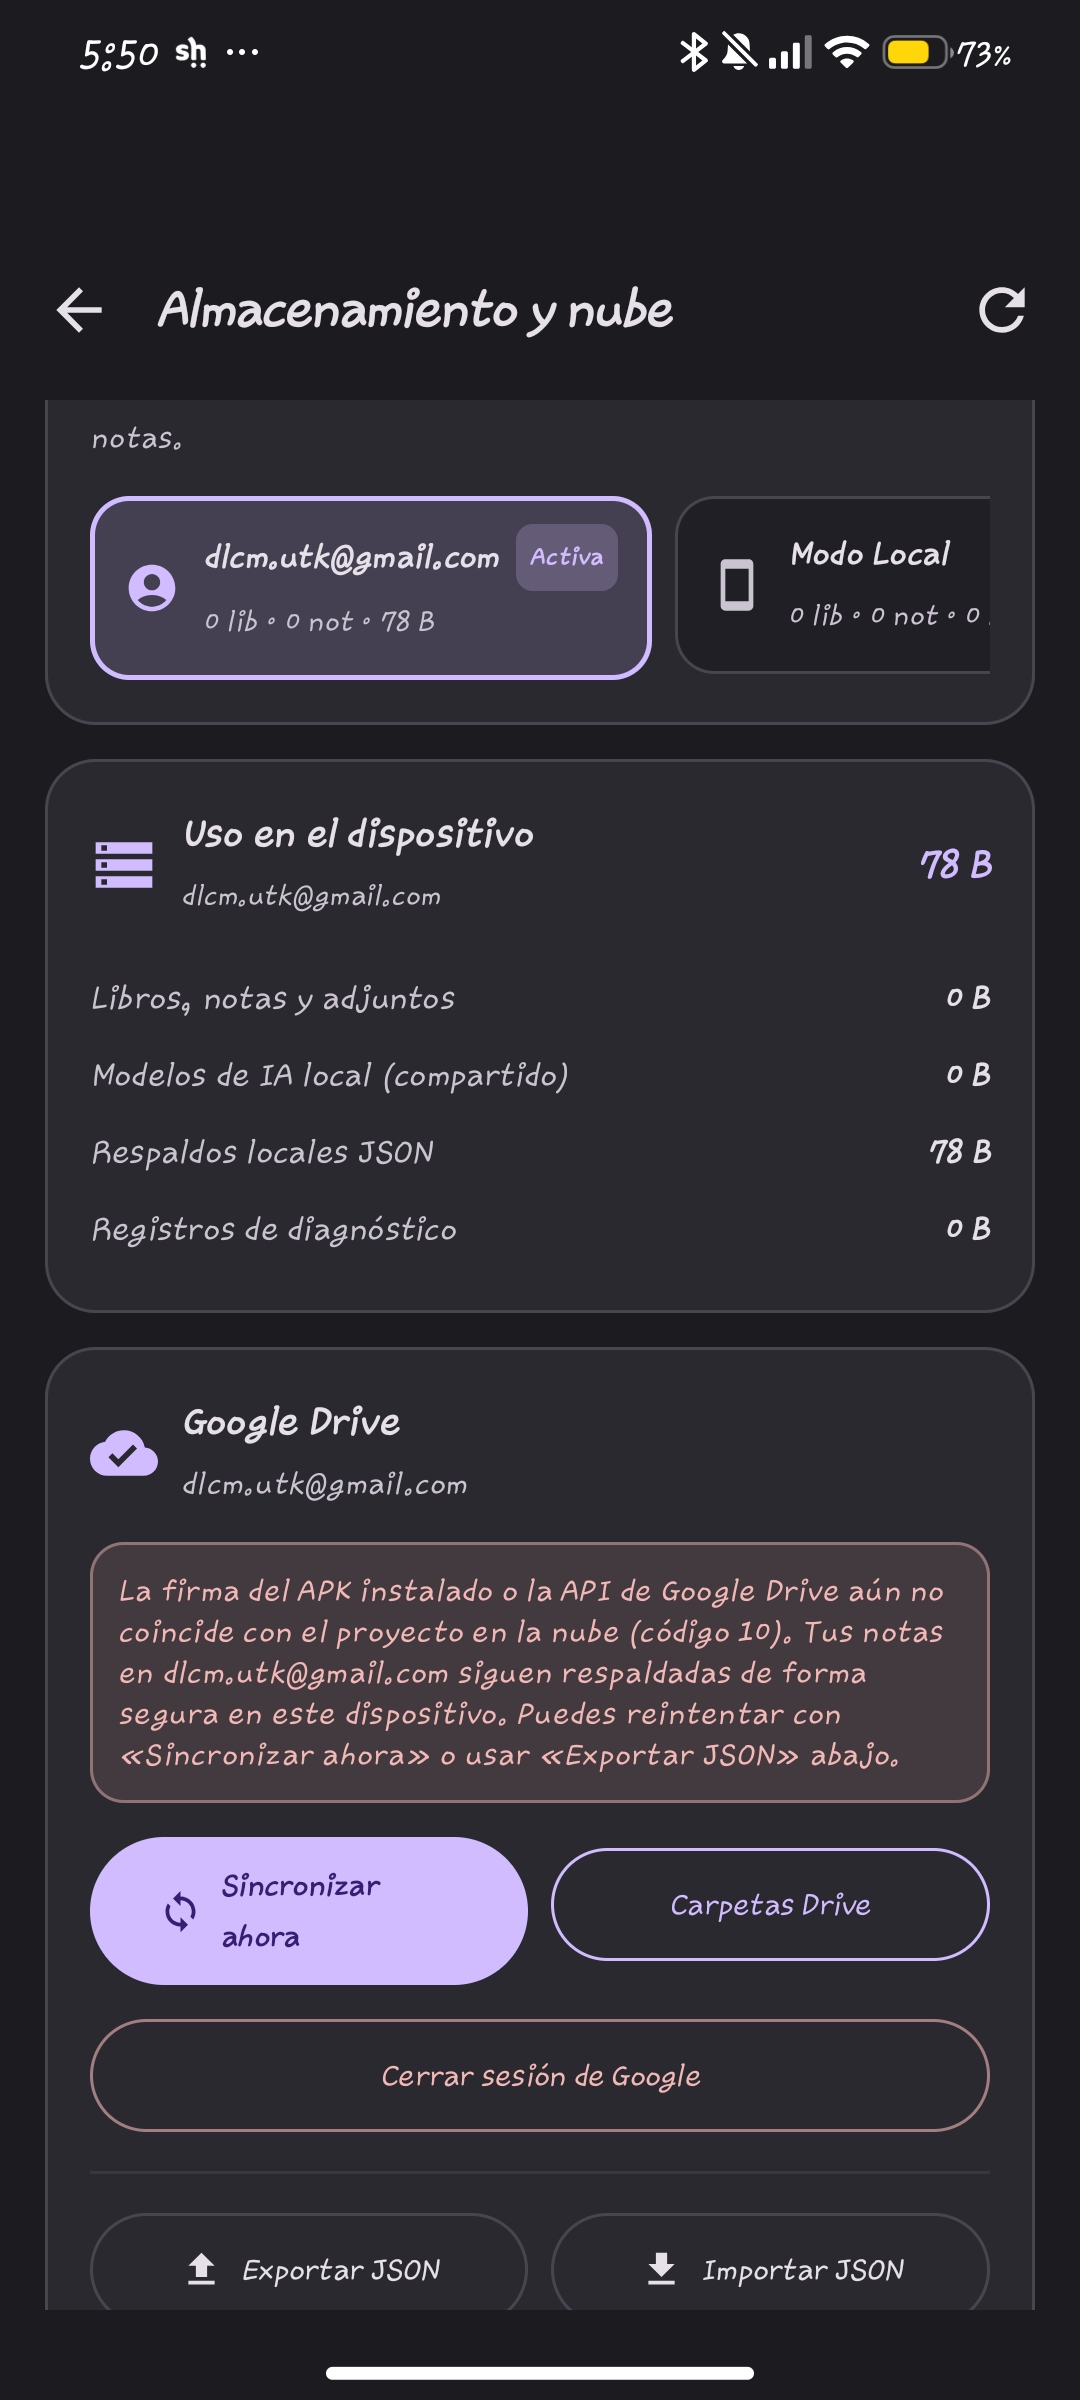 5:50 sh ...
73%
Almacenamiento y nube
notas.
dlcm.utk@gmail.com Activa
0 lib • 0 not • 78 B
Modo Local
0 lib • 0 not • 0
Uso en el dispositivo
dlcm.utk@gmail.com
78 B
Libros, notas y adjuntos 0 B
Modelos de IA local (compartido) 0 B
Respaldos locales JSON 78 B
Registros de diagnóstico 0 B
Google Drive
dlcm.utk@gmail.com
La firma del APK instalado o la API de Google Drive aún no
coincide con el proyecto en la nube (código 10). Tus notas
en dlcm.utk@gmail.com siguen respaldadas de forma
segura en este dispositivo. Puedes reintentar con
«Sincronizar ahora» o usar «Exportar JSON» abajo.
Sincronizar
ahora
Carpetas Drive
Cerrar sesión de Google
Exportar JSON
Importar JSON